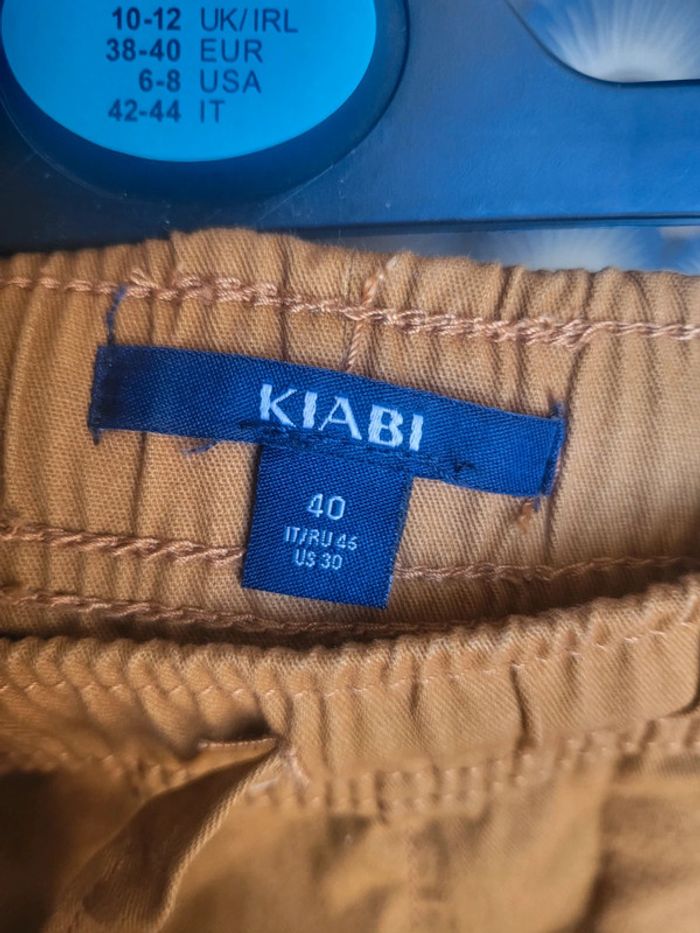 10-12 UK/IRL
38-40 EUR
6-8 USA
42-44 IT
KIABI
40
IT/RU 46
US 30